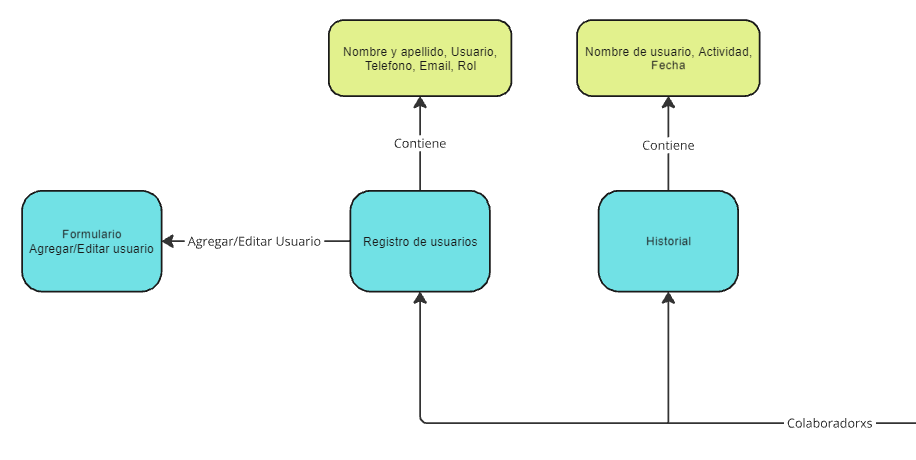 Nombre y apellido, Usuario,
Telefono, Email, Rol
Nombre de usuario, Actividad,
Fecha
Contiene
Contiene
Formulario
Agregar/Editar usuario
Agregar/Editar Usuario
Registro de usuarios
Historial
Colaboradorxs